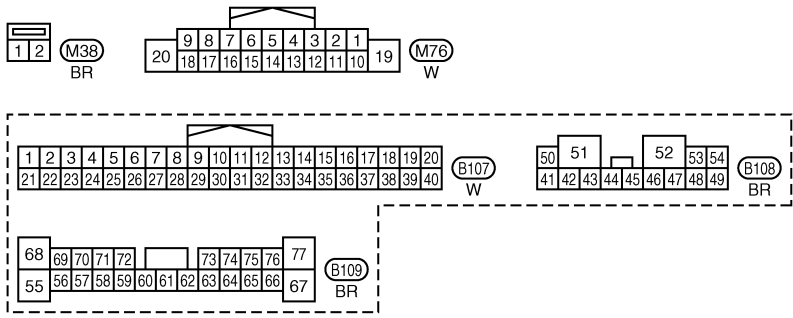 1 2 M38
BR
20 9 8 7 6 5 4 3 2 1 19 M76
18 17 16 15 14 13 12 11 10
W
1 2 3 4 5 6 7 8 9 10 11 12 13 14 15 16 17 18 19 20
21 22 23 24 25 26 27 28 29 30 31 32 33 34 35 36 37 38 39 40
B107
W
50 51 52 53 54
41 42 43 44 45 46 47 48 49
B108
BR
68 69 70 71 72 73 74 75 76 77
55 56 57 58 59 60 61 62 63 64 65 66 67
B109
BR